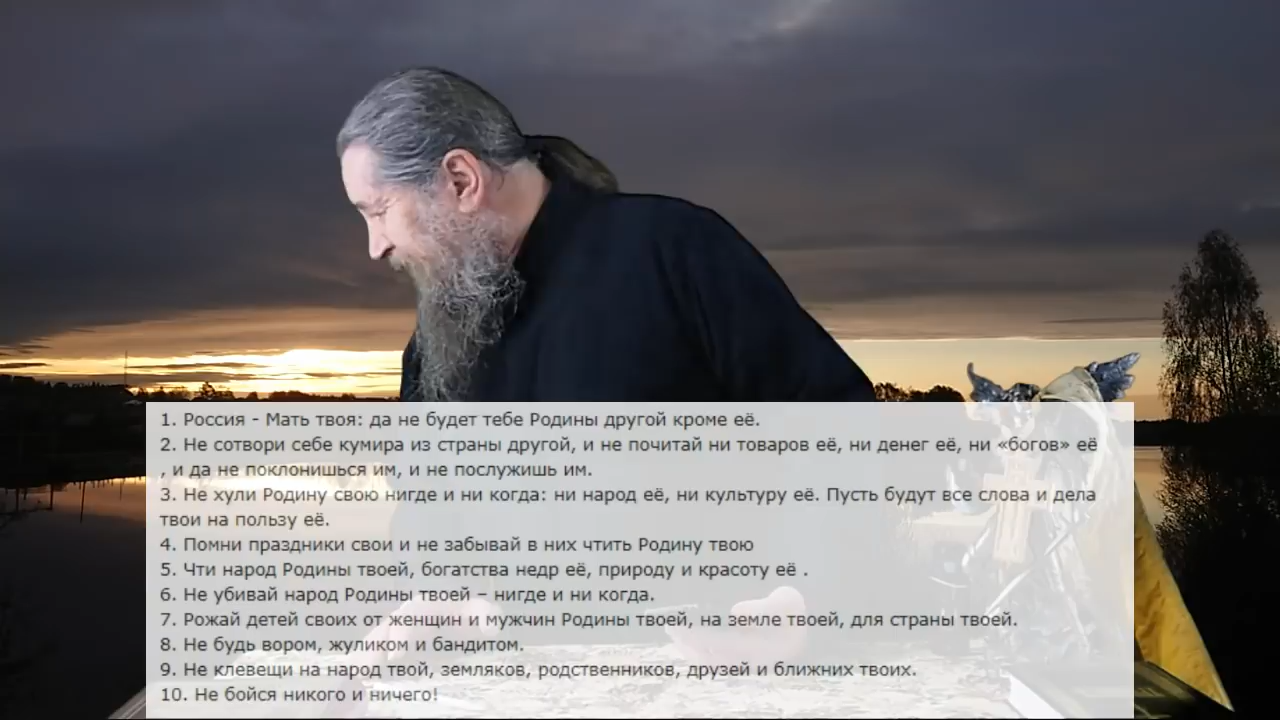 1. Россия - Мать твоя: да не будет тебе Родины другой кроме её.
2. Не сотвори себе кумира из страны другой, и не почитай ни товаров её, ни денег её, ни «богов» её
, и да не поклонишься им, и не послужишь им.
3. Не хули Родину свою нигде и ни когда: ни народ её, ни культуру её. Пусть будут все слова и дела
твои на пользу её.
4. Помни праздники свои и не забывай в них чтить Родину твою
5. Чти народ Родины твоей, богатства недр её, природу и красоту её .
6. Не убивай народ Родины твоей – нигде и ни когда.
7. Рожай детей своих от женщин и мужчин Родины твоей, на земле твоей, для страны твоей.
8. Не будь вором, жуликом и бандитом.
9. Не клевещи на народ твой, земляков, родственников, друзей и ближних твоих.
10. Не бойся никого и ничего!